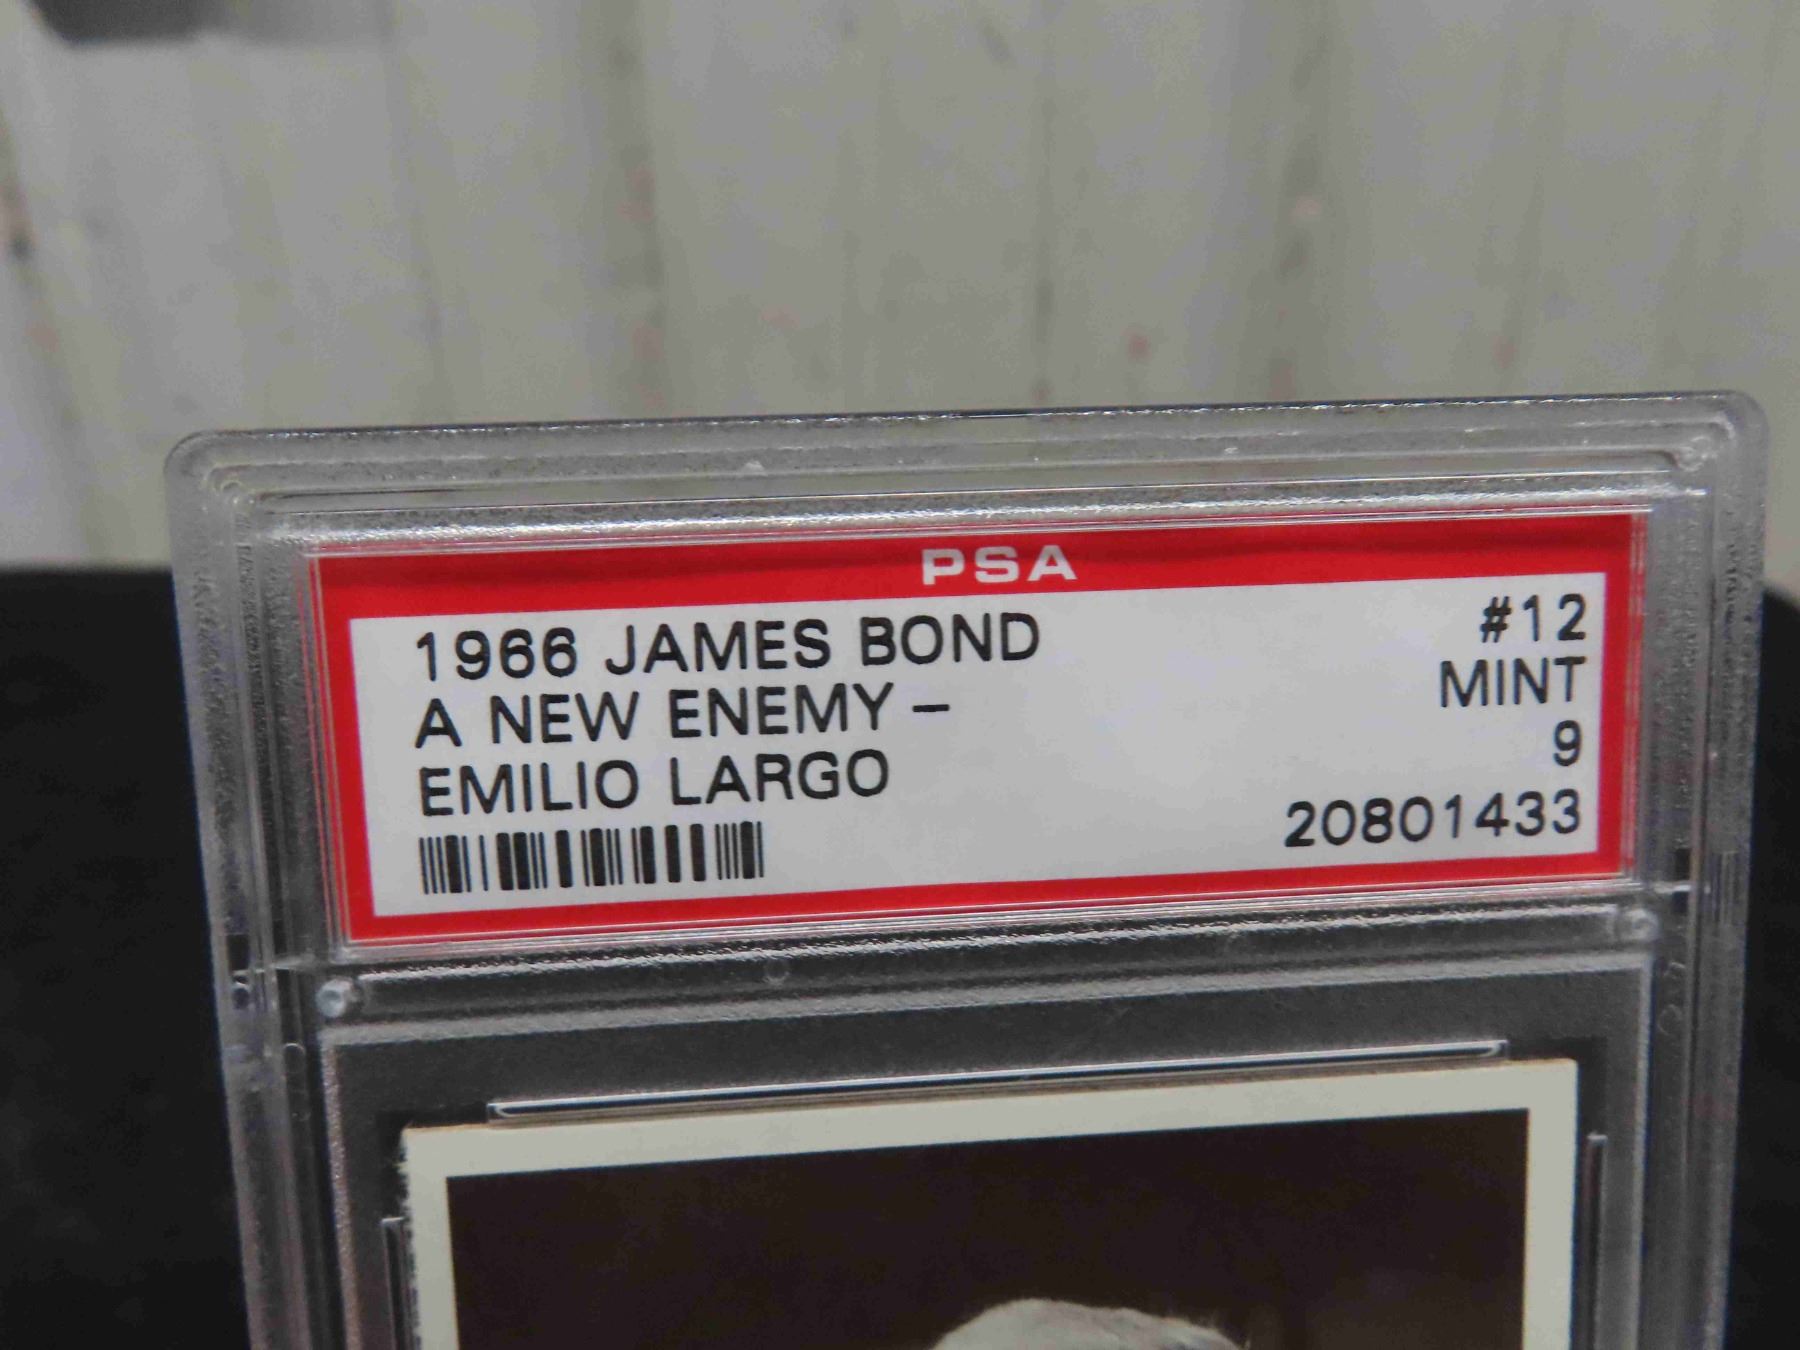 PSA
1966 JAMES BOND #12
A NEW ENEMY – MINT
EMILIO LARGO 9
20801433